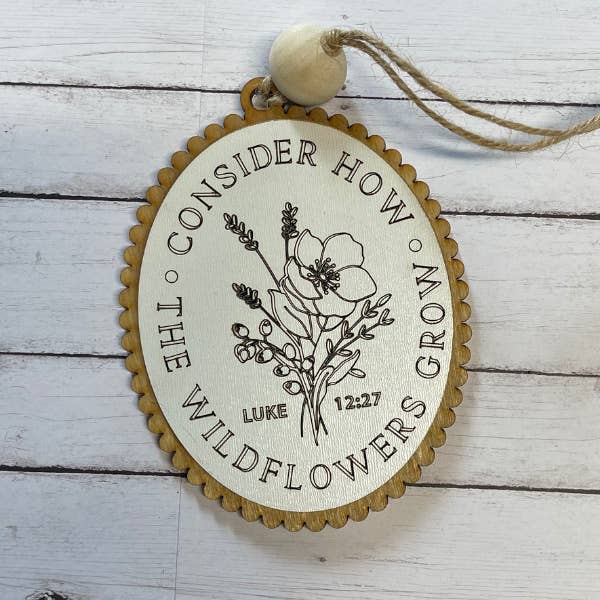 CONSIDER HOW
THE WILDFLOWERS GROW
LUKE 12:27